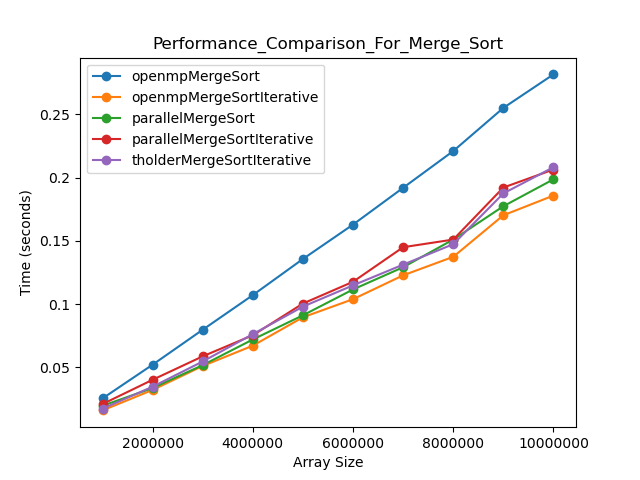 Performance_Comparison_For_Merge_Sort
openmpMergeSort
openmpMergeSortIterative
parallelMergeSort
parallelMergeSortIterative
tholderMergeSortIterative
Time (seconds)
0.25
0.2
0.15
0.1
0.05
2000000 4000000 6000000 8000000 10000000
Array Size